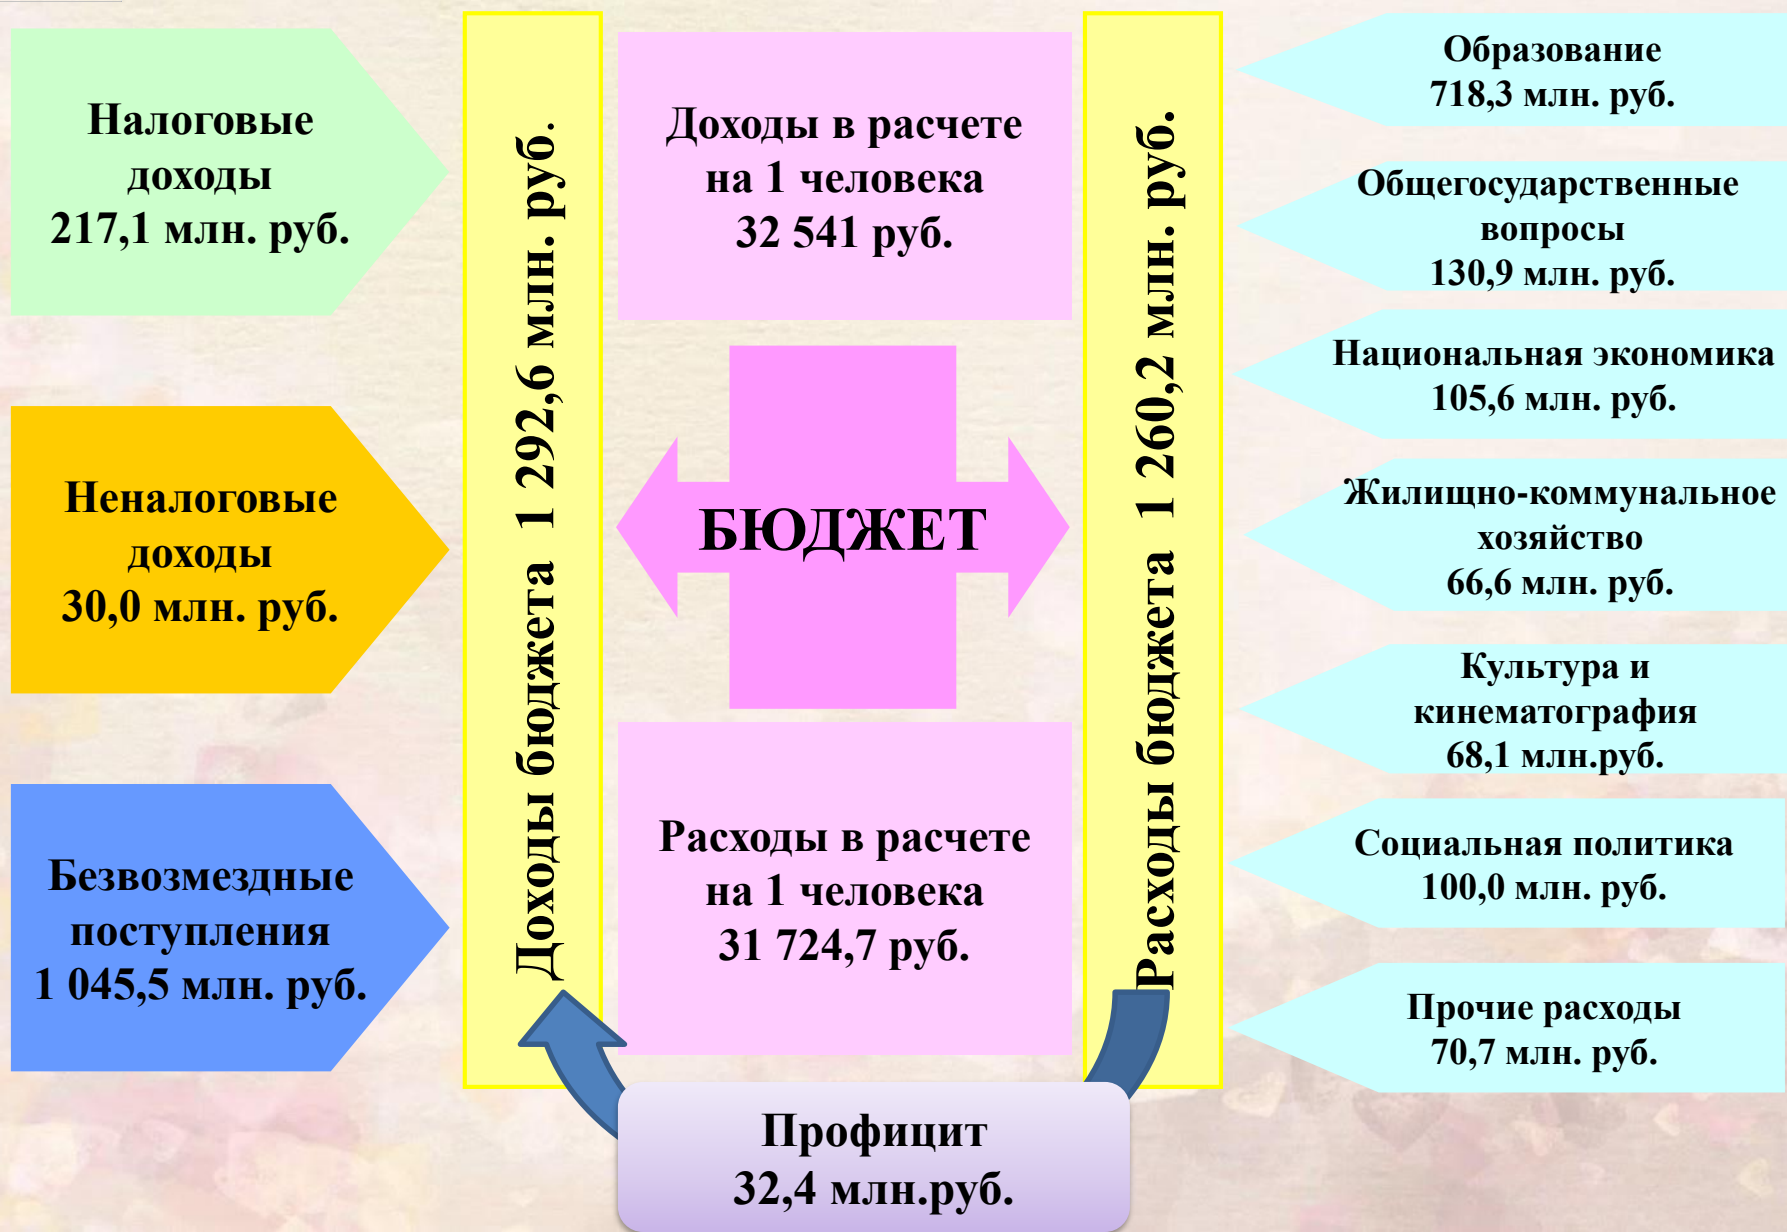 Налоговые
доходы
217,1 млн. руб.
Неналоговые
доходы
30,0 млн. руб.
Безвозмездные
поступления
1 045,5 млн. руб.
Доходы бюджета 1 292,6 млн. руб.
Доходы в расчете
на 1 человека
32 541 руб.
БЮДЖЕТ
Расходы в расчете
на 1 человека
31 724,7 руб.
Профицит
32,4 млн.руб.
Расходы бюджета 1 260,2 млн. руб.
Образование
718,3 млн. руб.
Общегосударственные
вопросы
130,9 млн. руб.
Национальная экономика
105,6 млн. руб.
Жилищно-коммунальное
хозяйство
66,6 млн. руб.
Культура и
кинематография
68,1 млн.руб.
Социальная политика
100,0 млн. руб.
Прочие расходы
70,7 млн. руб.